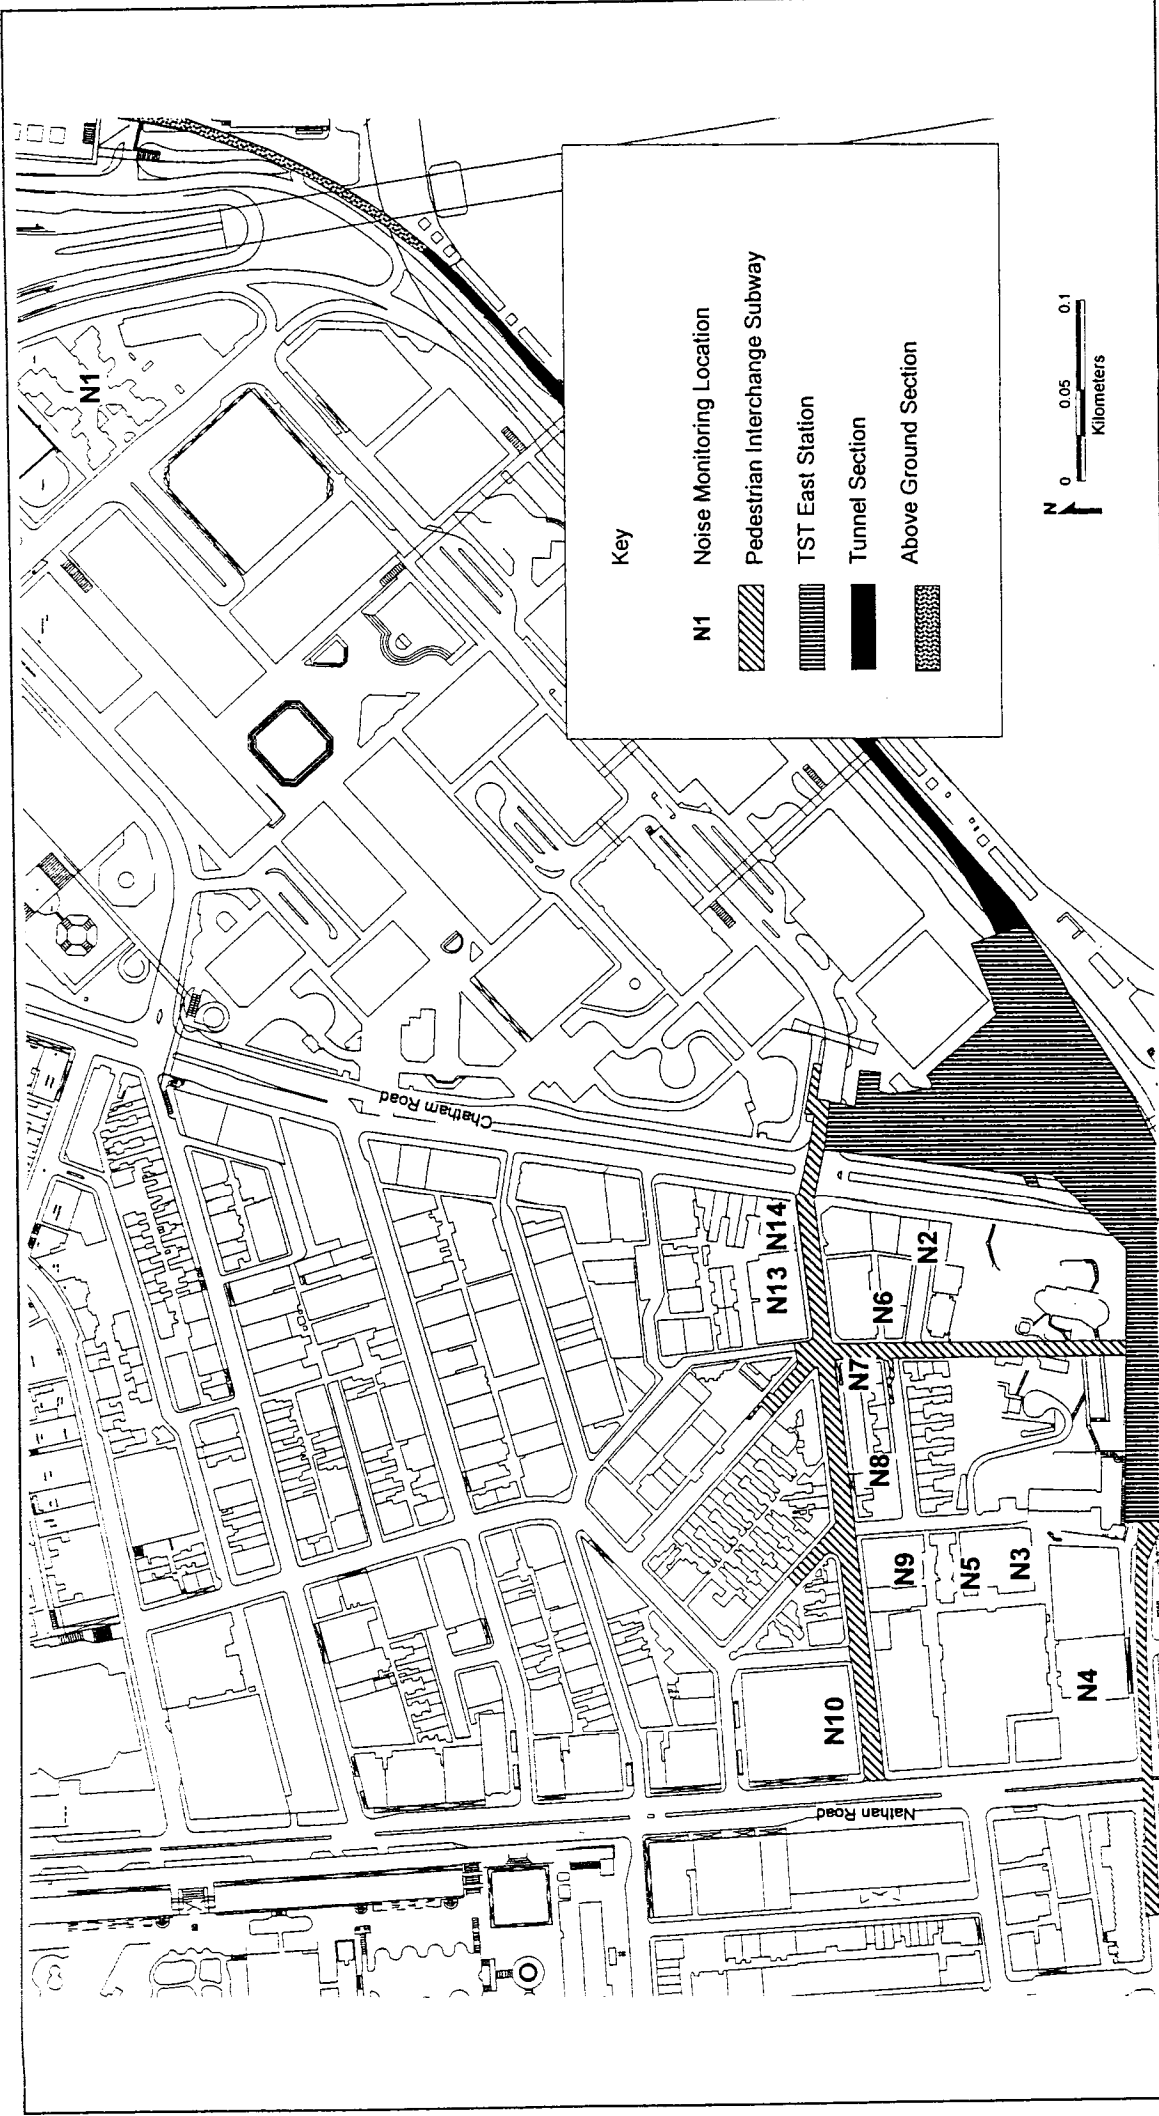 N1
Chatham Road
Nathan Road
N14
N13
N2
N6
N7
N8
N9
N5
N3
N4
N10
Key
N1 Noise Monitoring Location
Pedestrian Interchange Subway
TST East Station
Tunnel Section
Above Ground Section
N
0 0.05 0.1
Kilometers